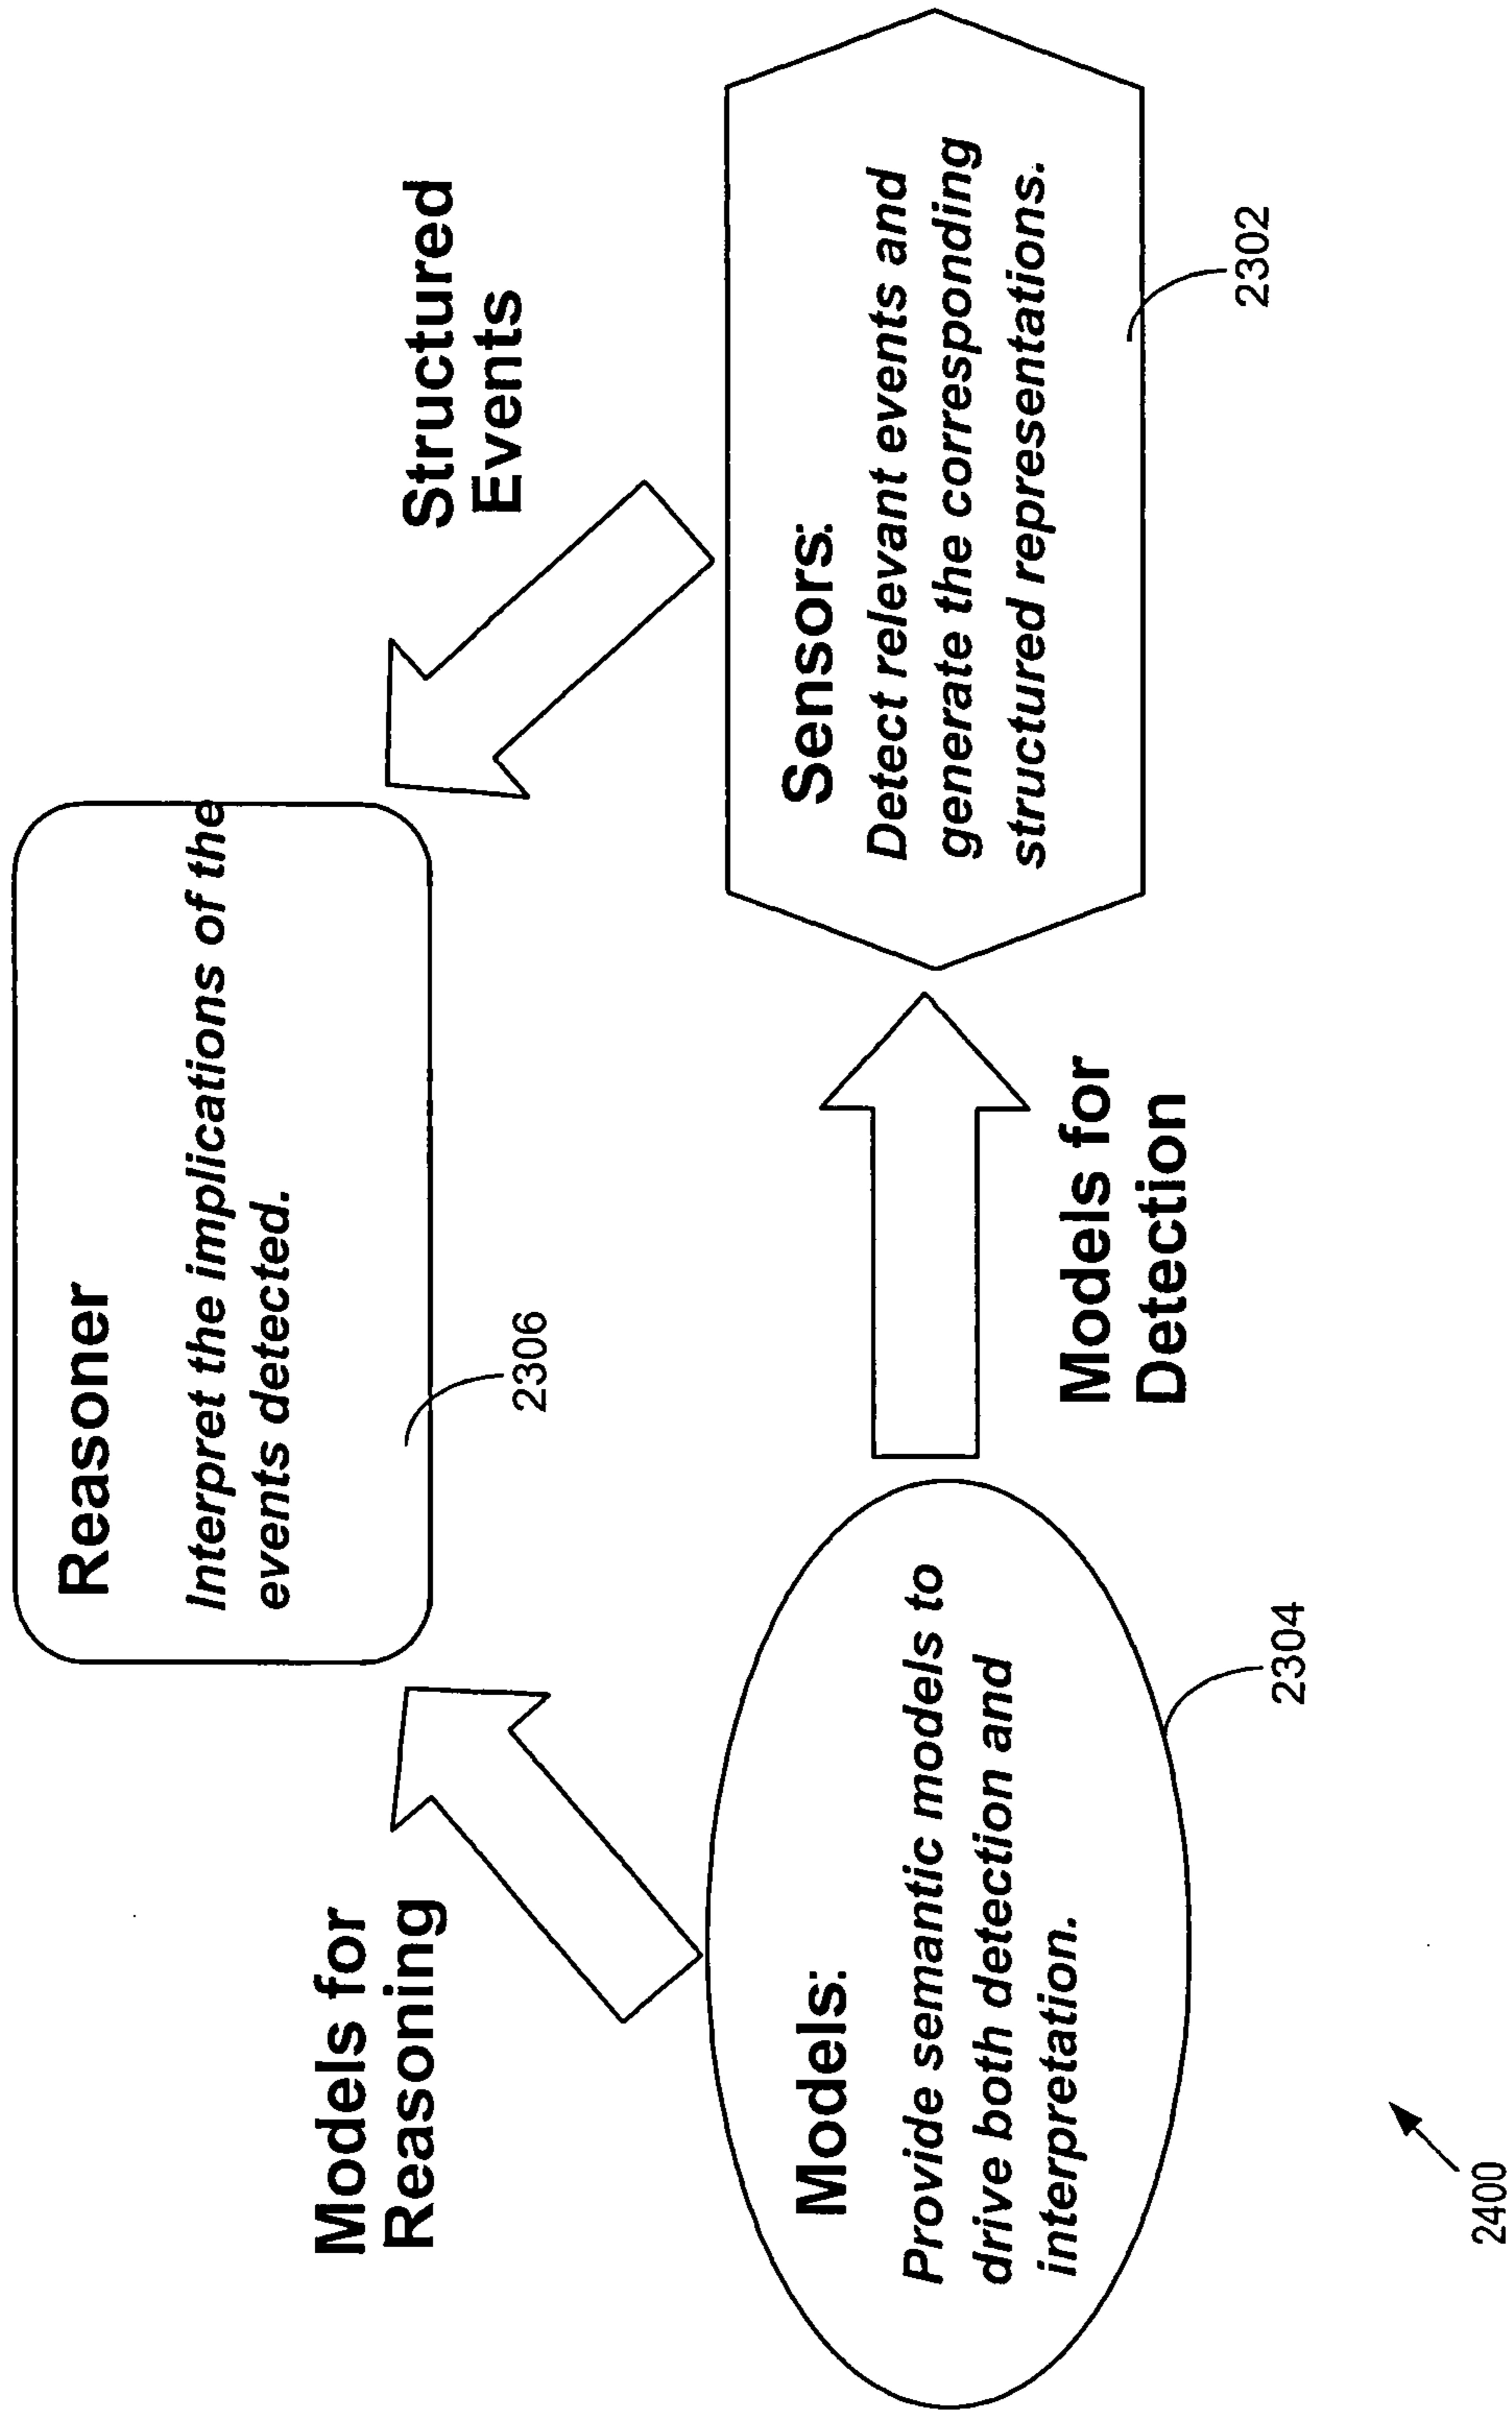 Reasoner
Interpret the implications of the
events detected.
2306
Models for
Reasoning
Structured
Events
Models:
Provide semantic models to
drive both detection and
interpretation.
2304
Models for
Detection
Sensors:
Detect relevant events and
generate the corresponding
structured representations.
2302
2400